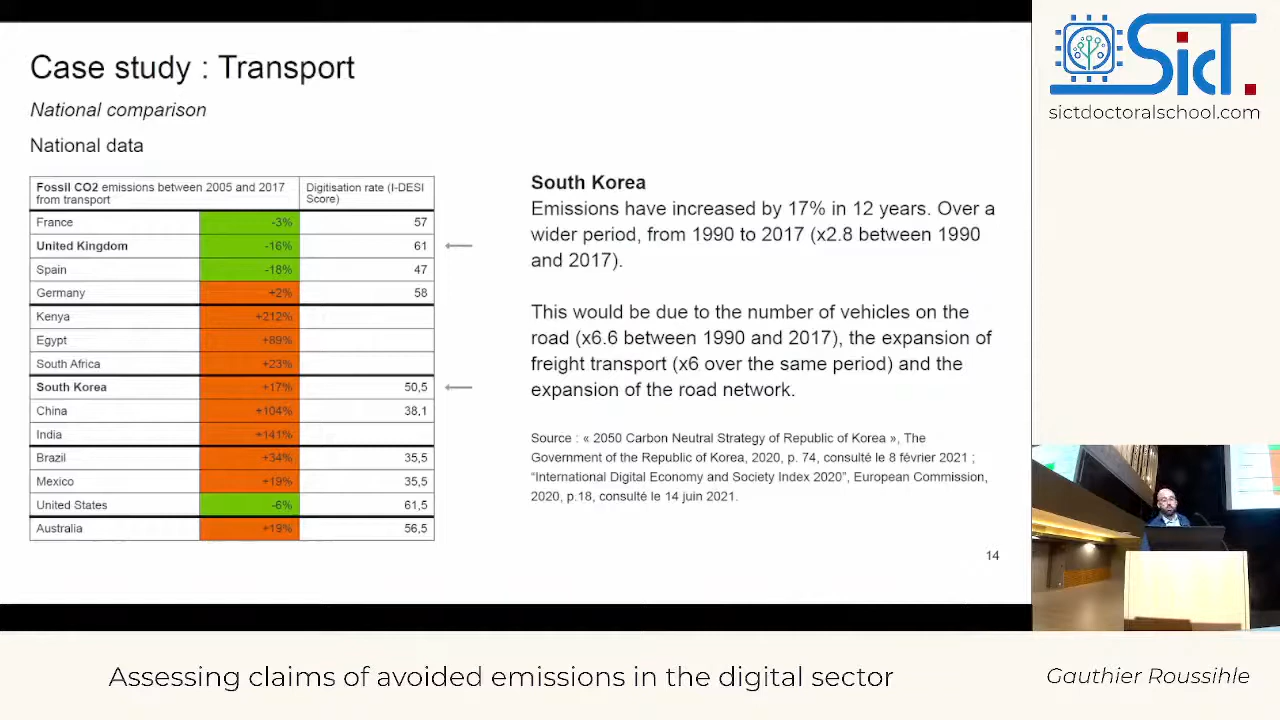 Case study : Transport
National comparison
National data
Fossil CO2 emissions between 2005 and 2017 from transport Digitisation rate (I-DESI Score)
France -3% 57
United Kingdom -16% 61
Spain -18% 47
Germany +2% 58
Kenya +212%
Egypt +89%
South Africa +23%
South Korea +17% 50,5
China +104% 38,1
India +141%
Brazil +34% 35,5
Mexico +19% 35,5
United States -6% 61,5
Australia +19% 56,5
South Korea
Emissions have increased by 17% in 12 years. Over a
wider period, from 1990 to 2017 (x2.8 between 1990
and 2017).
This would be due to the number of vehicles on the
road (x6.6 between 1990 and 2017), the expansion of
freight transport (x6 over the same period) and the
expansion of the road network.
Source : « 2050 Carbon Neutral Strategy of Republic of Korea », The
Government of the Republic of Korea, 2020, p. 74, consulté le 8 février 2021 ;
“International Digital Economy and Society Index 2020”, European Commission,
2020, p.18, consulté le 14 juin 2021.
14
SicT.
sictdoctoralschool.com
Assessing claims of avoided emissions in the digital sector
Gauthier Roussihle